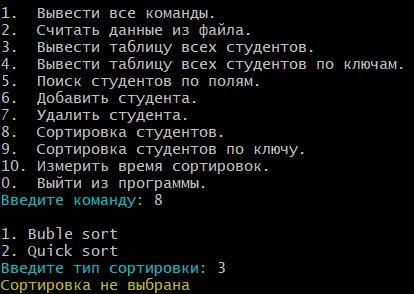 1.  Вывести все команды.
2.  Считать данные из файла.
3.  Вывести таблицу всех студентов.
4.  Вывести таблицу всех студентов по ключам.
5.  Поиск студентов по полям.
6.  Добавить студента.
7.  Удалить студента.
8.  Сортировка студентов.
9.  Сортировка студентов по ключу.
10. Измерить время сортировок.
0.  Выйти из программы.
Введите команду: 8
1. Buble sort
2. Quick sort
Введите тип сортировки: 3
Сортировка не выбрана